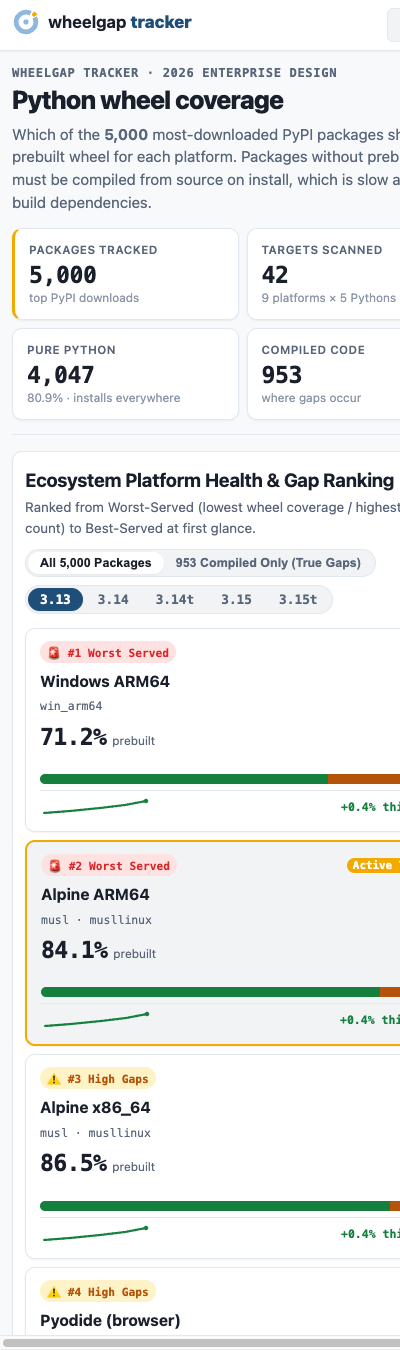 wheelgap tracker
WHEELGAP TRACKER · 2026 ENTERPRISE DESIGN
Python wheel coverage
Which of the 5,000 most-downloaded PyPI packages sh
prebuilt wheel for each platform. Packages without preb
must be compiled from source on install, which is slow a
build dependencies.
PACKAGES TRACKED
5,000
top PyPI downloads
TARGETS SCANNED
42
9 platforms × 5 Pythons
PURE PYTHON
4,047
80.9% · installs everywhere
COMPILED CODE
953
where gaps occur
Ecosystem Platform Health & Gap Ranking
Ranked from Worst-Served (lowest wheel coverage / highest
count) to Best-Served at first glance.
All 5,000 Packages 953 Compiled Only (True Gaps)
3.13 3.14 3.14t 3.15 3.15t
#1 Worst Served
Windows ARM64
win_arm64
71.2% prebuilt
+0.4% thi
#2 Worst Served
Active
Alpine ARM64
musl · musllinux
84.1% prebuilt
+0.4% thi
#3 High Gaps
Alpine x86_64
musl · musllinux
86.5% prebuilt
+0.4% thi
#4 High Gaps
Pyodide (browser)